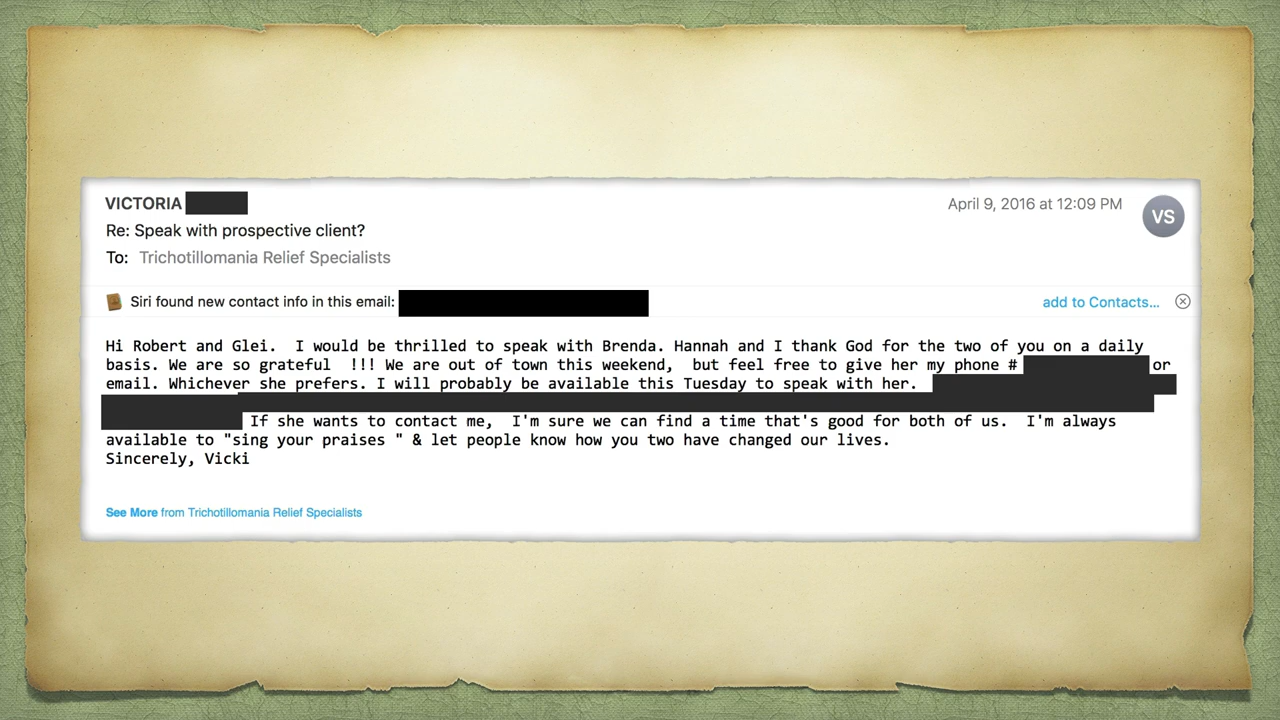 VICTORIA
April 9, 2016 at 12:09 PM
VS
Re: Speak with prospective client?
To: Trichotillomania Relief Specialists
Siri found new contact info in this email:
add to Contacts...
Hi Robert and Glei.  I would be thrilled to speak with Brenda. Hannah and I thank God for the two of you on a daily
basis. We are so grateful  !!! We are out of town this weekend,  but feel free to give her my phone # or
email. Whichever she prefers. I will probably be available this Tuesday to speak with her.
If she wants to contact me,  I'm sure we can find a time that's good for both of us.  I'm always
available to "sing your praises " & let people know how you two have changed our lives.
Sincerely, Vicki
See More from Trichotillomania Relief Specialists